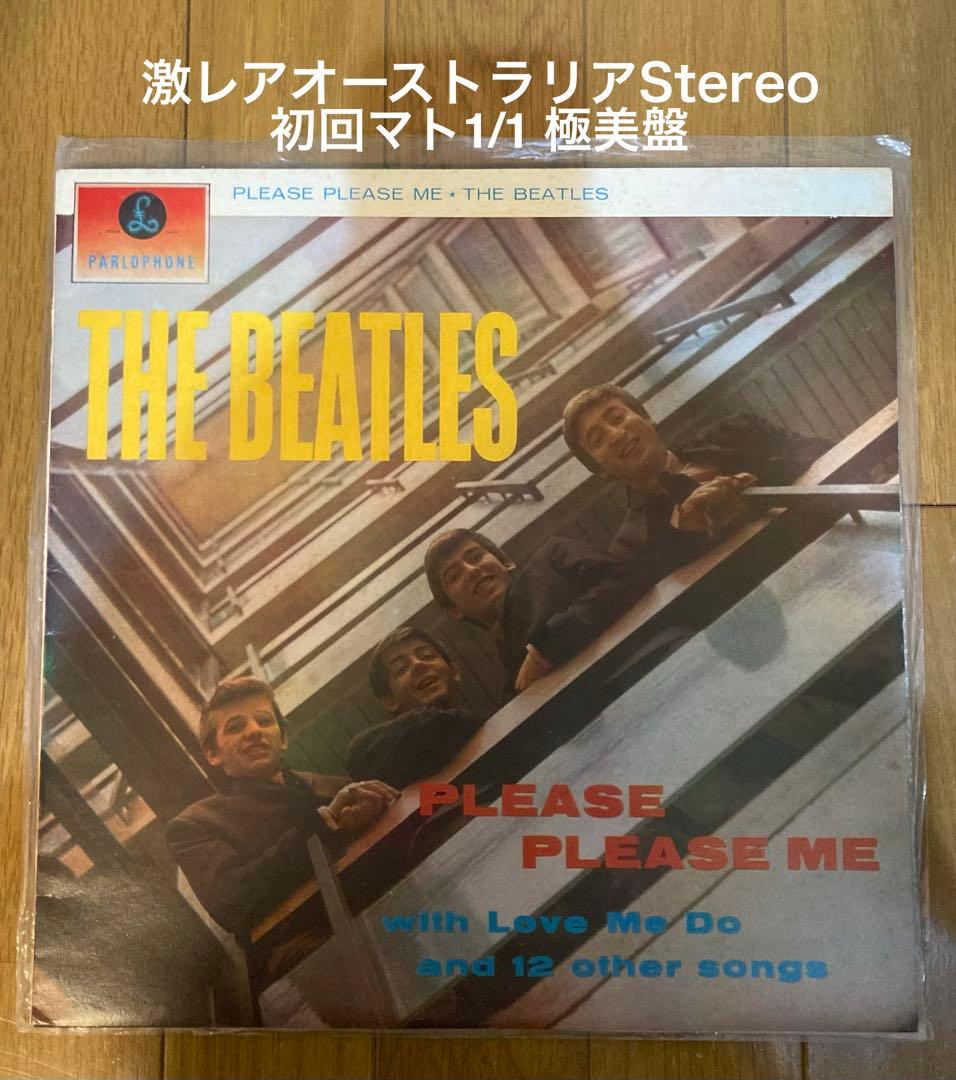 激レアオーストラリアStereo
初回マト1/1 極美盤
PLEASE PLEASE ME ★ THE BEATLES
£
PARLOPHONE
THE BEATLES
PLEASE
PLEASE ME
with Love Me Do
and 12 other songs